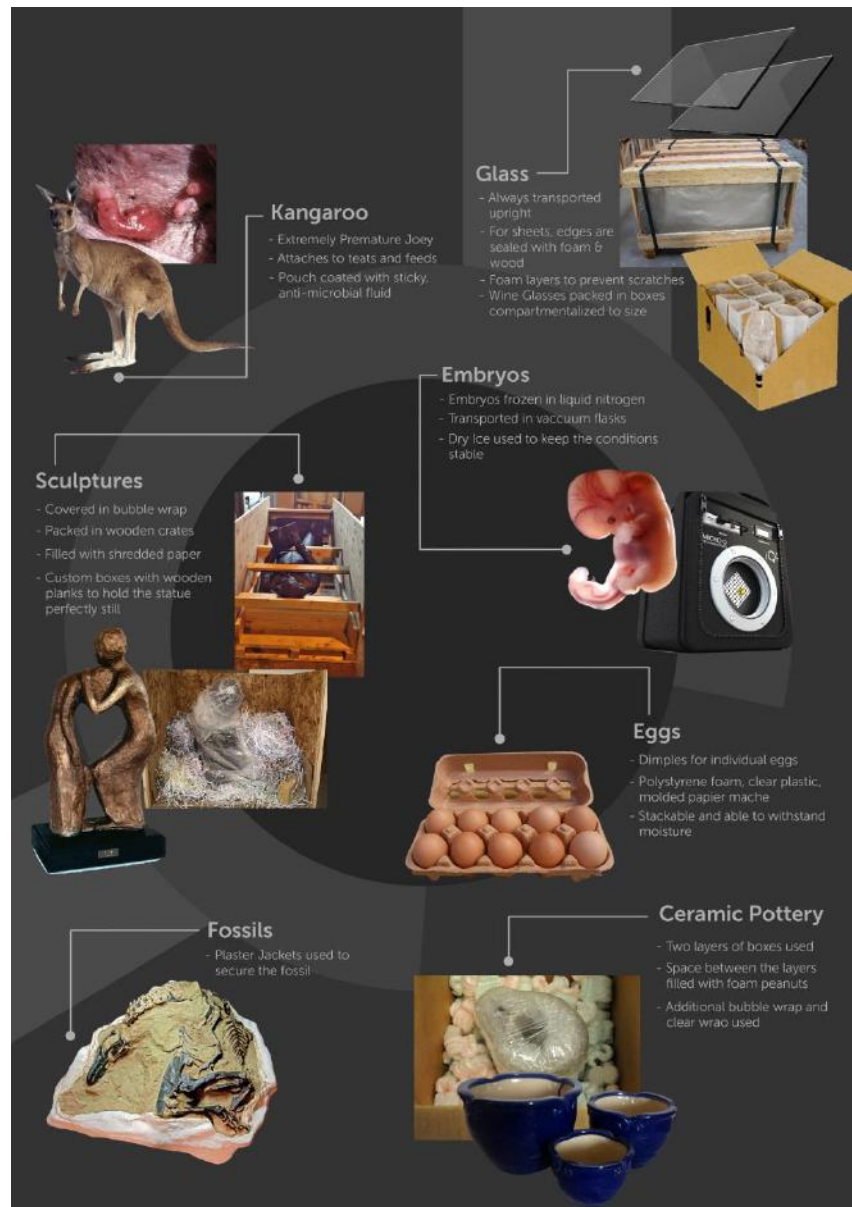 Kangaroo
- Extremely Premature Joey
- Attaches to teats and feeds
- Pouch coated with sticky,
anti-microbial fluid
Glass
- Always transported
upright
- For sheets, edges are
sealed with foam &
wood
- Foam layers to prevent scratches
- Wine Glasses packed in boxes
compartmentalized to size
Embryos
- Embryos frozen in liquid nitrogen
- Transported in vaccuum flasks
- Dry Ice used to keep the conditions
stable
Sculptures
- Covered in bubble wrap
- Packed in wooden crates
- Filled with shredded paper
- Custom boxes with wooden
planks to hold the statue
perfectly still
Eggs
- Dimples for individual eggs
- Polystyrene foam, clear plastic,
molded papier mache
- Stackable and able to withstand
moisture
Fossils
- Plaster Jackets used to
secure the fossil
Ceramic Pottery
- Two layers of boxes used
- Space between the layers
filled with foam peanuts
- Additional bubble wrap and
clear wrao used